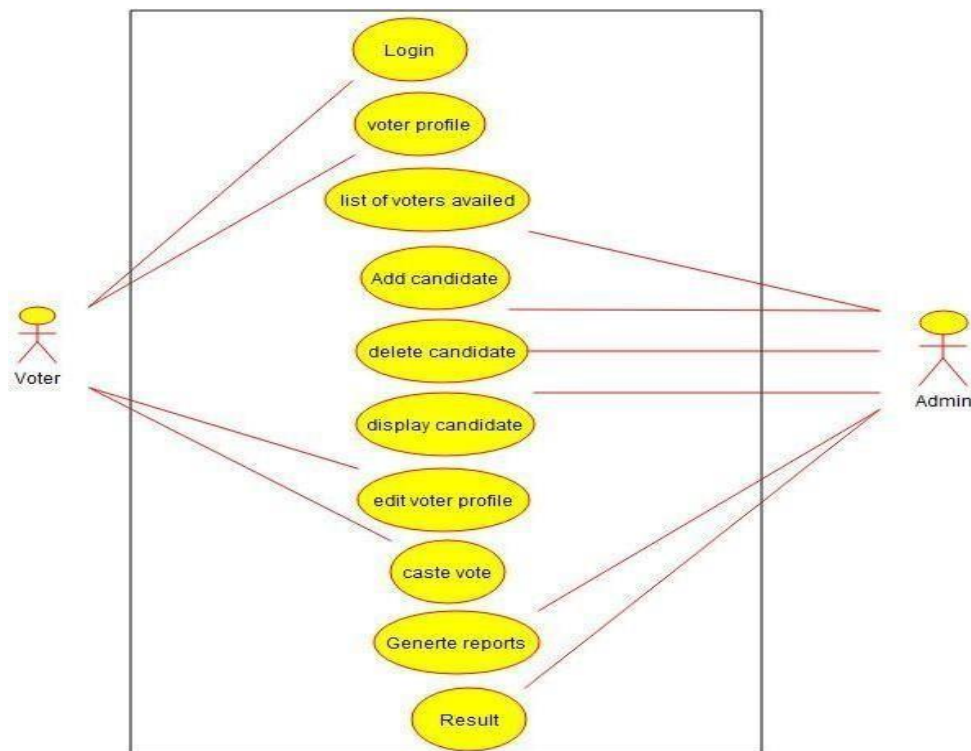 Login
voter profile
list of voters availed
Add candidate
delete candidate
display candidate
edit voter profile
caste vote
Generte reports
Result
Voter
Admin